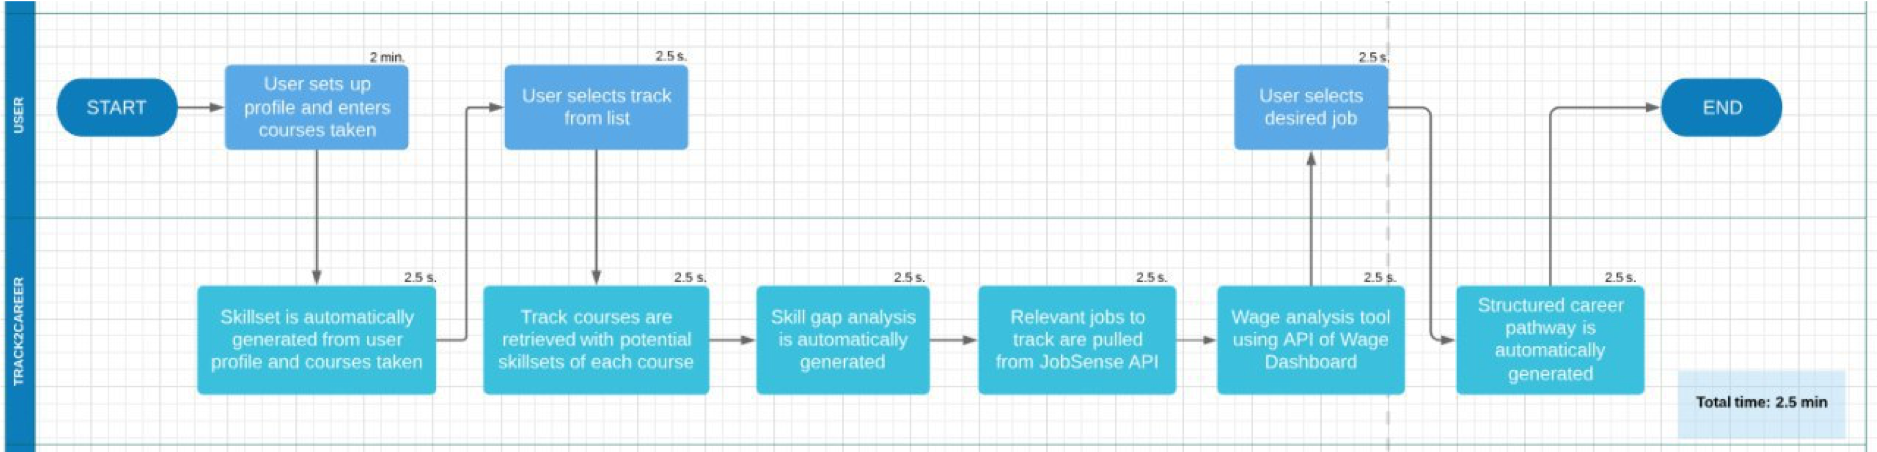 USER
START
2 min.
User sets up
profile and enters
courses taken
2.5 s.
User selects track
from list
2.5 s.
User selects
desired job
END
TRACK2CAREER
2.5 s.
Skillset is automatically
generated from user
profile and courses taken
2.5 s.
Track courses are
retrieved with potential
skillsets of each course
2.5 s.
Skill gap analysis
is automatically
generated
2.5 s.
Relevant jobs to
track are pulled
from JobSense API
2.5 s.
Wage analysis tool
using API of Wage
Dashboard
2.5 s.
Structured career
pathway is
automatically
generated
Total time: 2.5 min